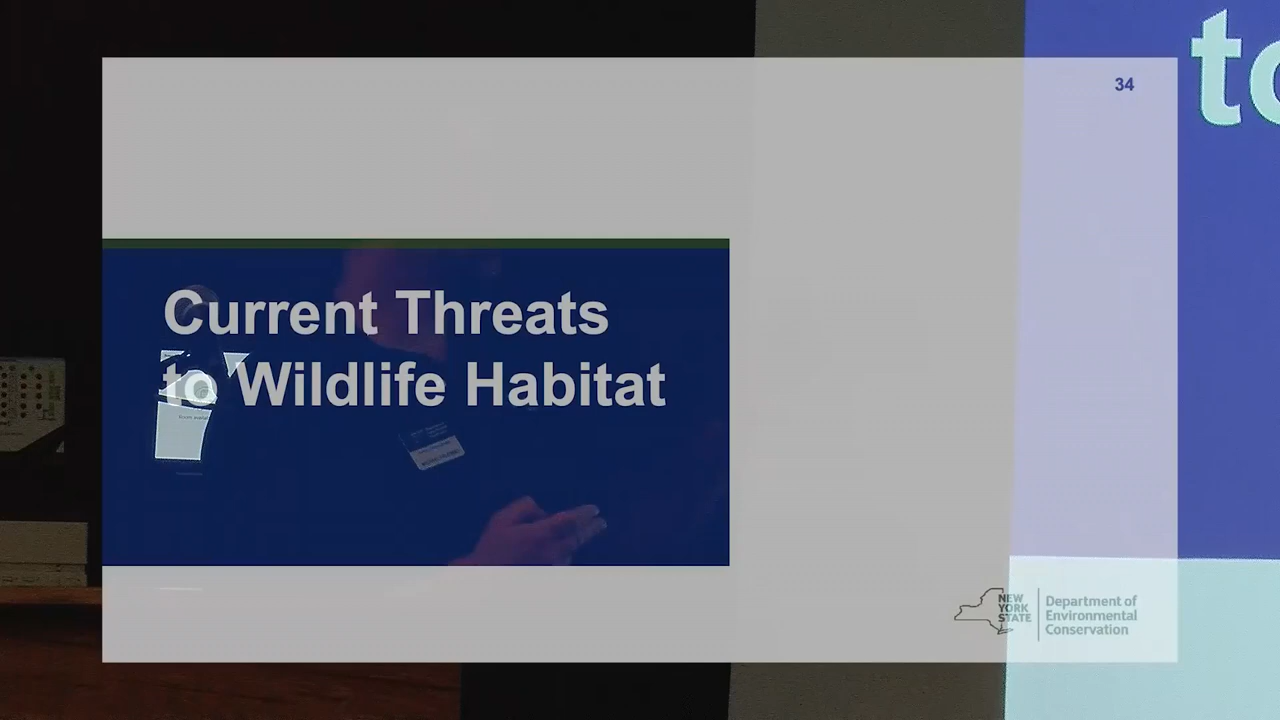 34
to
Current Threats
to Wildlife Habitat
NEW
YORK
STATE
Department of
Environmental
Conservation